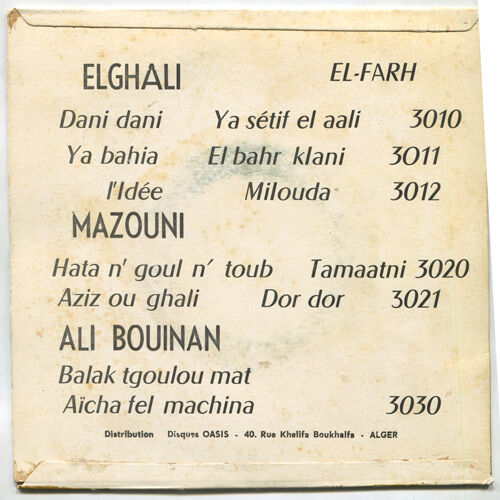 ELGHALI EL-FARH
Dani dani Ya sétif el aali 3010
Ya bahia El bahr klani 3011
l'Idée Milouda 3012
MAZOUNI
Hata n' goul n' toub Tamaatni 3020
Aziz ou ghali Dor dor 3021
ALI BOUINAN
Balak tgoulou mat
Aïcha fel machina 3030
Distribution Disques OASIS - 40. Rue Khelifa Boukhalfa - ALGER